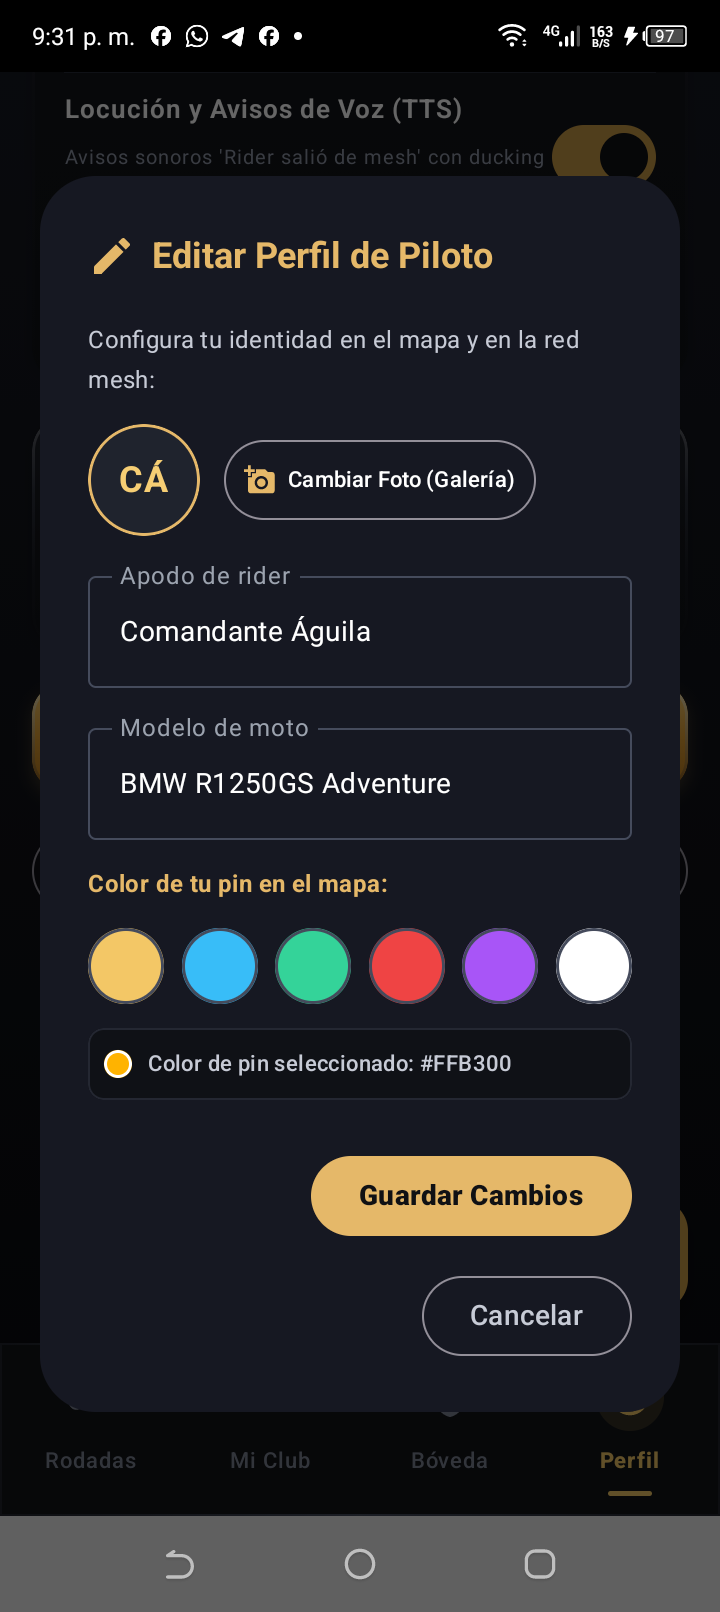 9:31 p. m.
4G
163
B/S
97
Locución y Avisos de Voz (TTS)
Avisos sonoros 'Rider salió de mesh' con ducking
Editar Perfil de Piloto
Configura tu identidad en el mapa y en la red
mesh:
CÁ
Cambiar Foto (Galería)
Apodo de rider
Comandante Águila
Modelo de moto
BMW R1250GS Adventure
Color de tu pin en el mapa:
Color de pin seleccionado: #FFB300
Guardar Cambios
Cancelar
Rodadas
Mi Club
Bóveda
Perfil